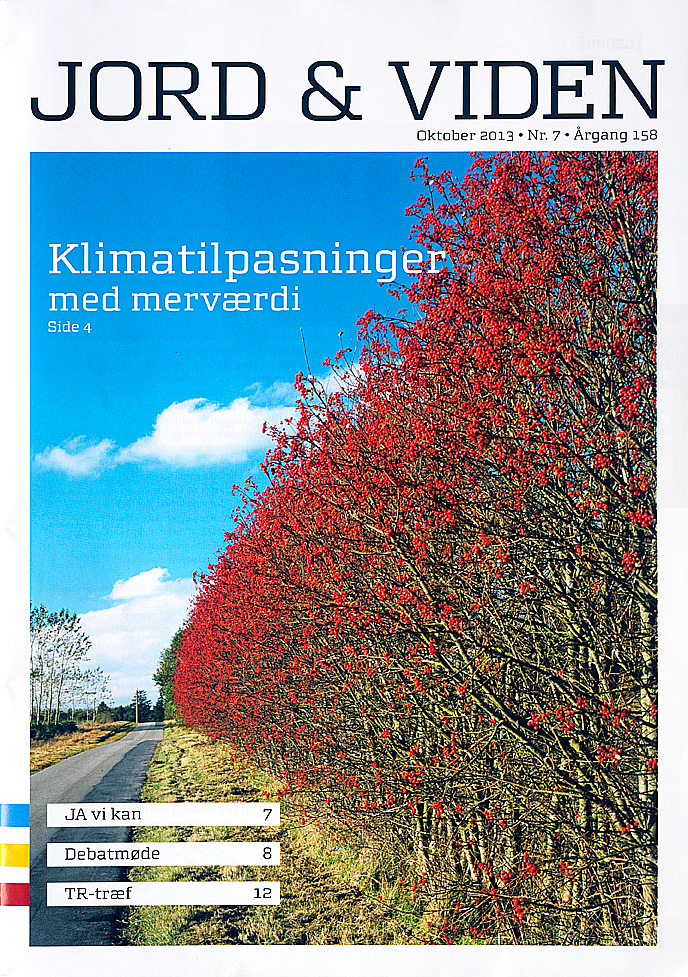 JORD & VIDEN
Oktober 2013 • Nr. 7 • Årgang 158
Klimatilpasninger
med merværdi
Side 4
JA vi kan 7
Debatmøde 8
TR-træf 12